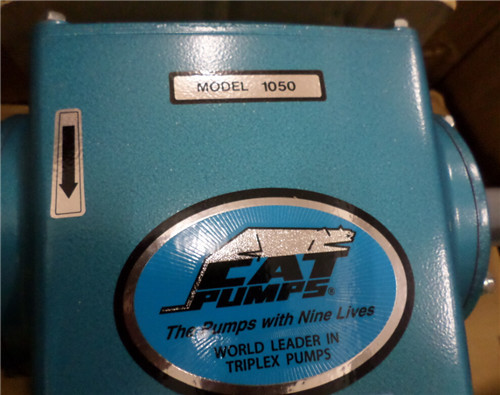 MODEL 1050
CAT
PUMPS®
The Pumps with Nine Lives
WORLD LEADER IN
TRIPLEX PUMPS